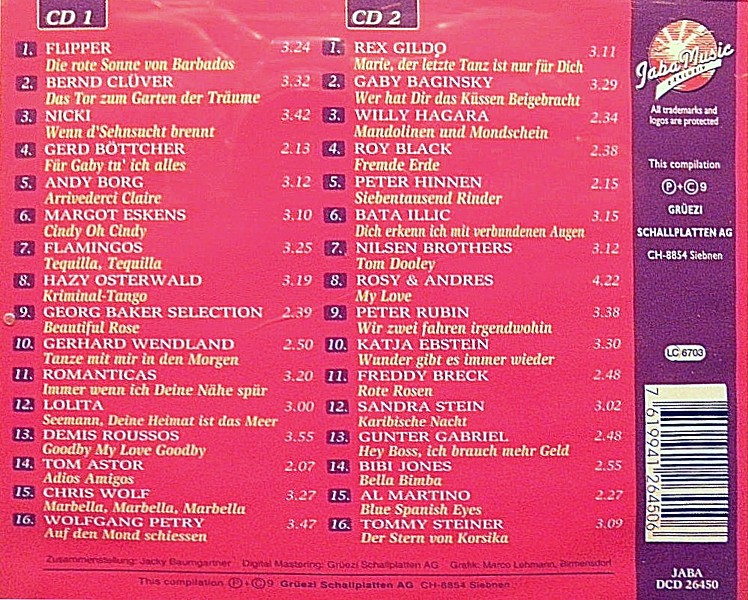 CD 1
1. FLIPPER 3.24
Die rote Sonne von Barbados
2. BERND CLÜVER 3.32
Das Tor zum Garten der Träume
3. NICKI 3.42
Wenn d'Sehnsucht brennt
4. GERD BÖTTCHER 2.13
Für Gaby tu' ich alles
5. ANDY BORG 3.12
Arrivederci Claire
6. MARGOT ESKENS 3.10
Cindy Oh Cindy
7. FLAMINGOS 3.25
Tequilla, Tequilla
8. HAZY OSTERWALD 3.19
Kriminal-Tango
9. GEORG BAKER SELECTION 2.39
Beautiful Rose
10. GERHARD WENDLAND 2.50
Tanze mit mir in den Morgen
11. ROMANTICAS 3.20
Immer wenn ich Deine Nähe spür
12. LOLITA 3.00
Seemann, Deine Heimat ist das Meer
13. DEMIS ROUSSOS 3.55
Goodby My Love Goodby
14. TOM ASTOR 2.07
Adios Amigos
15. CHRIS WOLF 3.27
Marbella, Marbella, Marbella
16. WOLFGANG PETRY 3.47
Auf den Mond schiessen
CD 2
1. REX GILDO 3.11
Marie, der letzte Tanz ist nur für Dich
2. GABY BAGINSKY 3.29
Wer hat Dir das Küssen Beigebracht
3. WILLY HAGARA 2.34
Mandolinen und Mondschein
4. ROY BLACK 2.38
Fremde Erde
5. PETER HINNEN 2.15
Siebentausend Rinder
6. BATA ILLIC 3.15
Dich erkenn ich mit verbundenen Augen
7. NILSEN BROTHERS 3.12
Tom Dooley
8. ROSY & ANDRES 4.22
My Love
9. PETER RUBIN 3.38
Wir zwei fahren irgendwohin
10. KATJA EBSTEIN 3.30
Wunder gibt es immer wieder
11. FREDDY BRECK 2.48
Rote Rosen
12. SANDRA STEIN 3.02
Karibische Nacht
13. GUNTER GABRIEL 2.48
Hey Boss, ich brauch mehr Geld
14. BIBI JONES 2.55
Bella Bimba
15. AL MARTINO 2.27
Blue Spanish Eyes
16. TOMMY STEINER 3.09
Der Stern von Korsika
Zusammenstellung: Jacky Baumgartner Digital Mastering: Grüezi Schallplatten AG Grafik: Marco Lehmann, Birmensdorf
This compilation Ⓟ+Ⓒ9 Grüezi Schallplatten AG CH-8854 Siebnen
Jaba Music
All trademarks and
logos are protected
This compilation
Ⓟ+Ⓒ9
GRÜEZI
SCHALLPLATTEN AG
CH-8854 Siebnen
LC 6703
7 619941 264506
JABA
DCD 26450